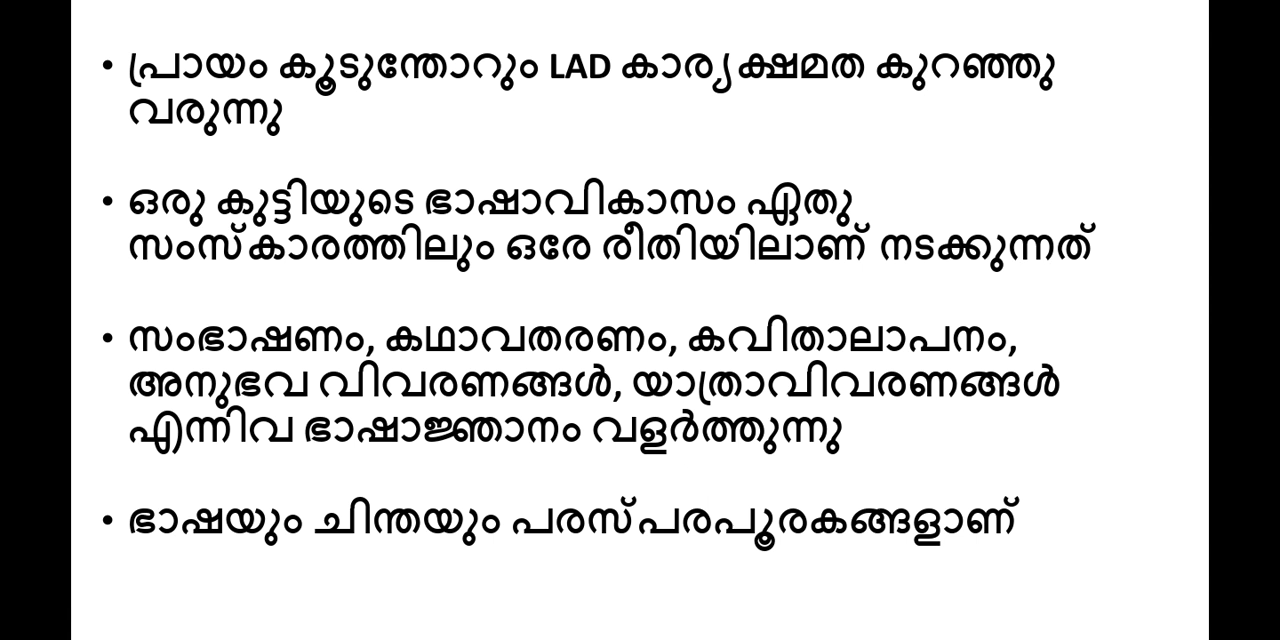 • പ്രായം കൂടുന്തോറും LAD കാര്യക്ഷമത കുറഞ്ഞു
വരുന്നു
• ഒരു കുട്ടിയുടെ ഭാഷാവികാസം ഏതു
സംസ്കാരത്തിലും ഒരേ രീതിയിലാണ് നടക്കുന്നത്
• സംഭാഷണം, കഥാവതരണം, കവിതാലാപനം,
അനുഭവ വിവരണങ്ങൾ, യാത്രാവിവരണങ്ങൾ
എന്നിവ ഭാഷാജ്ഞാനം വളർത്തുന്നു
• ഭാഷയും ചിന്തയും പരസ്പരപൂരകങ്ങളാണ്